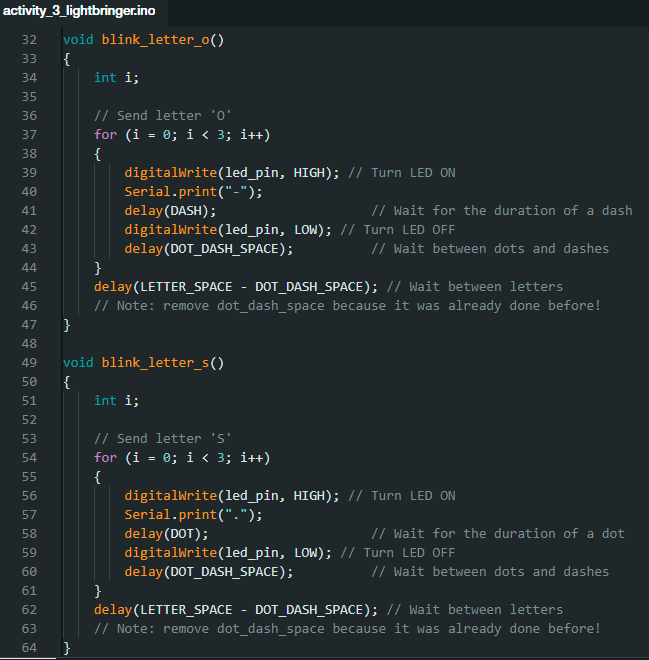 activity_3_lightbringer.ino
32 void blink_letter_o()
33 {
34     int i;
35
36     // Send letter 'O'
37     for (i = 0; i < 3; i++)
38     {
39         digitalWrite(led_pin, HIGH); // Turn LED ON
40         Serial.print("-");
41         delay(DASH);                    // Wait for the duration of a dash
42         digitalWrite(led_pin, LOW); // Turn LED OFF
43         delay(DOT_DASH_SPACE);          // Wait between dots and dashes
44     }
45     delay(LETTER_SPACE - DOT_DASH_SPACE); // Wait between letters
46     // Note: remove dot_dash_space because it was already done before!
47 }
48
49 void blink_letter_s()
50 {
51     int i;
52
53     // Send letter 'S'
54     for (i = 0; i < 3; i++)
55     {
56         digitalWrite(led_pin, HIGH); // Turn LED ON
57         Serial.print(".");
58         delay(DOT);                     // Wait for the duration of a dot
59         digitalWrite(led_pin, LOW); // Turn LED OFF
60         delay(DOT_DASH_SPACE);          // Wait between dots and dashes
61     }
62     delay(LETTER_SPACE - DOT_DASH_SPACE); // Wait between letters
63     // Note: remove dot_dash_space because it was already done before!
64 }